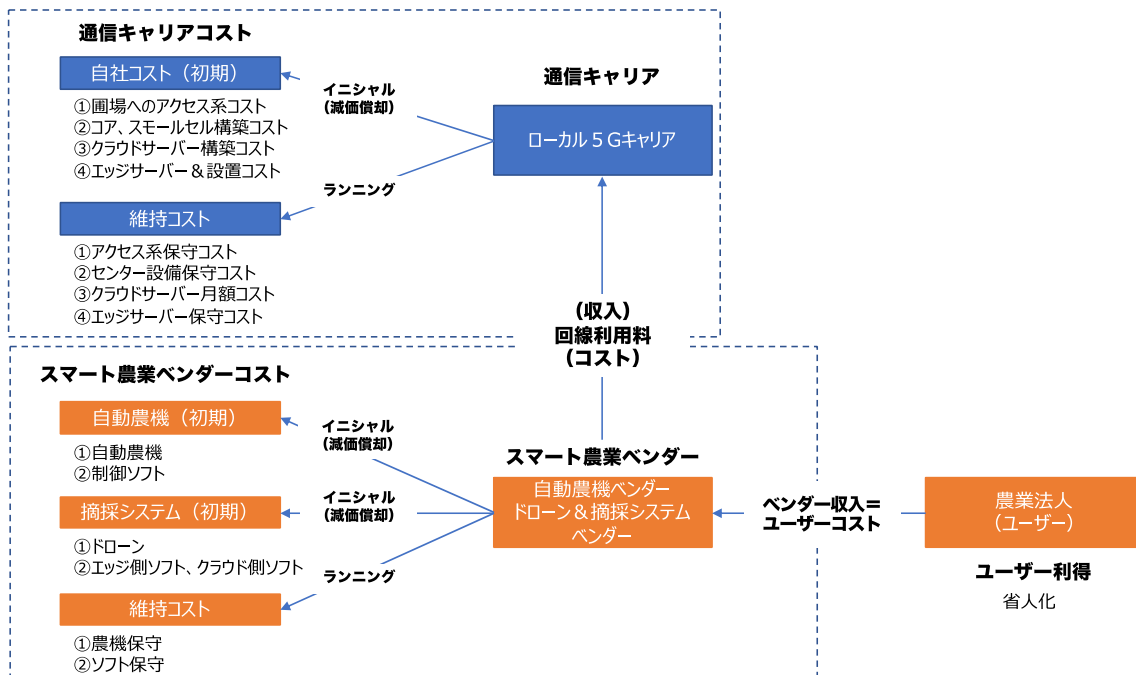 通信キャリアコスト
自社コスト（初期）
①圃場へのアクセス系コスト
②コア、スモールセル構築コスト
③クラウドサーバー構築コスト
④エッジサーバー＆設置コスト
イニシャル
（減価償却）
ランニング
通信キャリア
ローカル５Gキャリア
維持コスト
①アクセス系保守コスト
②センター設備保守コスト
③クラウドサーバー月額コスト
④エッジサーバー保守コスト
（収入）
回線利用料
（コスト）
スマート農業ベンダーコスト
自動農機（初期）
①自動農機
②制御ソフト
イニシャル
（減価償却）
摘採システム（初期）
①ドローン
②エッジ側ソフト、クラウド側ソフト
イニシャル
（減価償却）
ランニング
維持コスト
①農機保守
②ソフト保守
スマート農業ベンダー
自動農機ベンダー
ドローン＆摘採システム
ベンダー
ベンダー収入＝
ユーザーコスト
農業法人
（ユーザー）
ユーザー利得
省人化